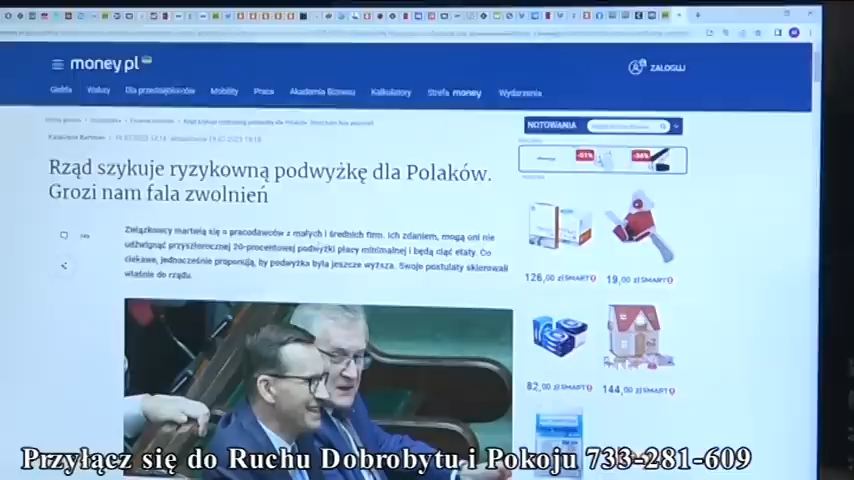 money.pl
ZALOGUJ
Giełda Waluty Dla przedsiębiorców Mobility Praca Akademia Biznesu Kalkulatory Strefa money Wydarzenia
NOTOWANIA
Rząd szykuje ryzykowną podwyżkę dla Polaków.
Grozi nam fala zwolnień
Związkowcy martwią się o pracodawców z małych i średnich firm. Ich zdaniem, mogą oni nie
udźwignąć przyszłorocznej 20-procentowej podwyżki płacy minimalnej i będą ciąć etaty. Co
ciekawe, jednocześnie proponują, by podwyżka była jeszcze wyższa. Swoje postulaty skierowali
właśnie do rządu.
126,00 zł SMART
19,00 zł SMART
82,00 zł SMART
144,00 zł SMART
Przyłącz się do Ruchu Dobrobytu i Pokoju 733-281-609